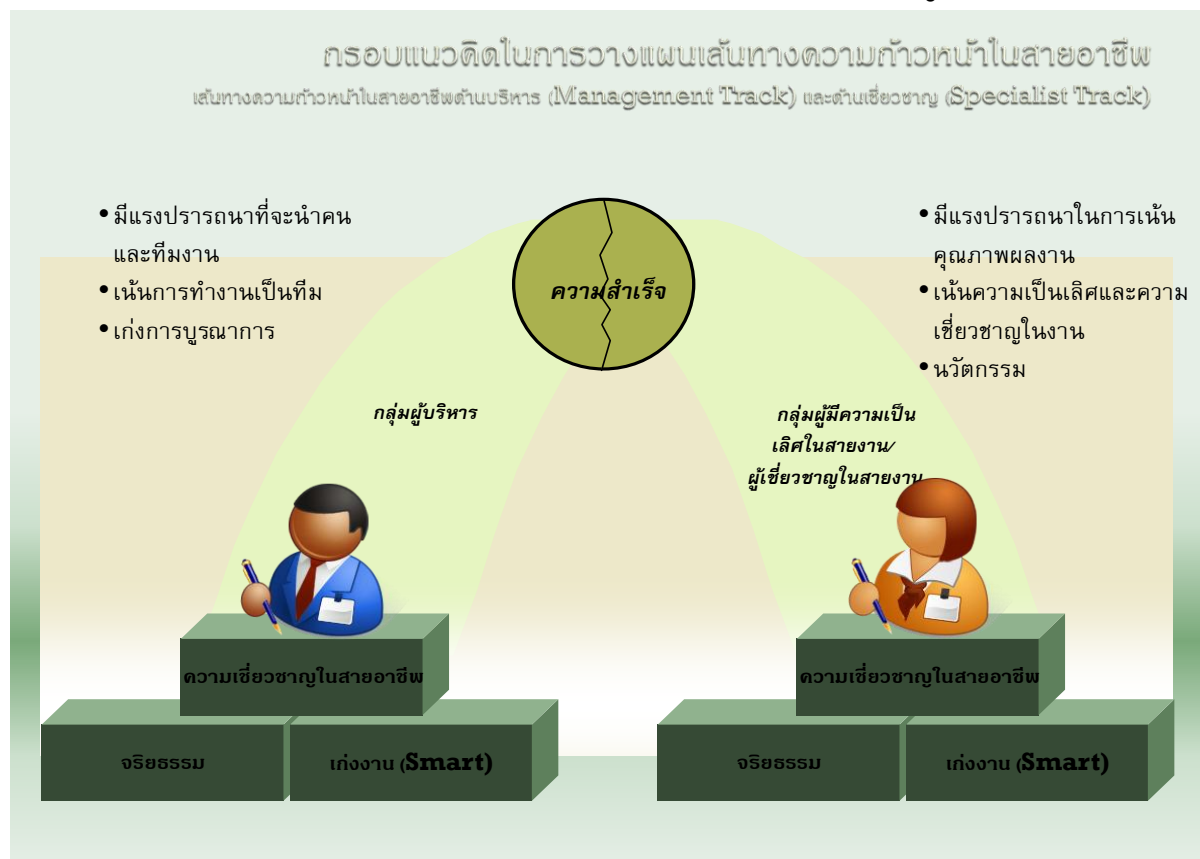 กรอบแนวคิดในการวางแผนเส้นทางความก้าวหน้าในสายอาชีพ
เส้นทางความก้าวหน้าในสายอาชีพด้านบริหาร (Management Track) และด้านเชี่ยวชาญ (Specialist Track)
• มีแรงปรารถนาที่จะนำคน
และทีมงาน
• เน้นการทำงานเป็นทีม
• เก่งการบูรณาการ
ความสำเร็จ
• มีแรงปรารถนาในการเน้น
คุณภาพผลงาน
• เน้นความเป็นเลิศและความ
เชี่ยวชาญในงาน
• นวัตกรรม
กลุ่มผู้บริหาร
กลุ่มผู้มีความเป็น
เลิศในสายงาน/
ผู้เชี่ยวชาญในสายงาน
ความเชี่ยวชาญในสายอาชีพ
จริยธรรม
เก่งงาน (Smart)
ความเชี่ยวชาญในสายอาชีพ
จริยธรรม
เก่งงาน (Smart)